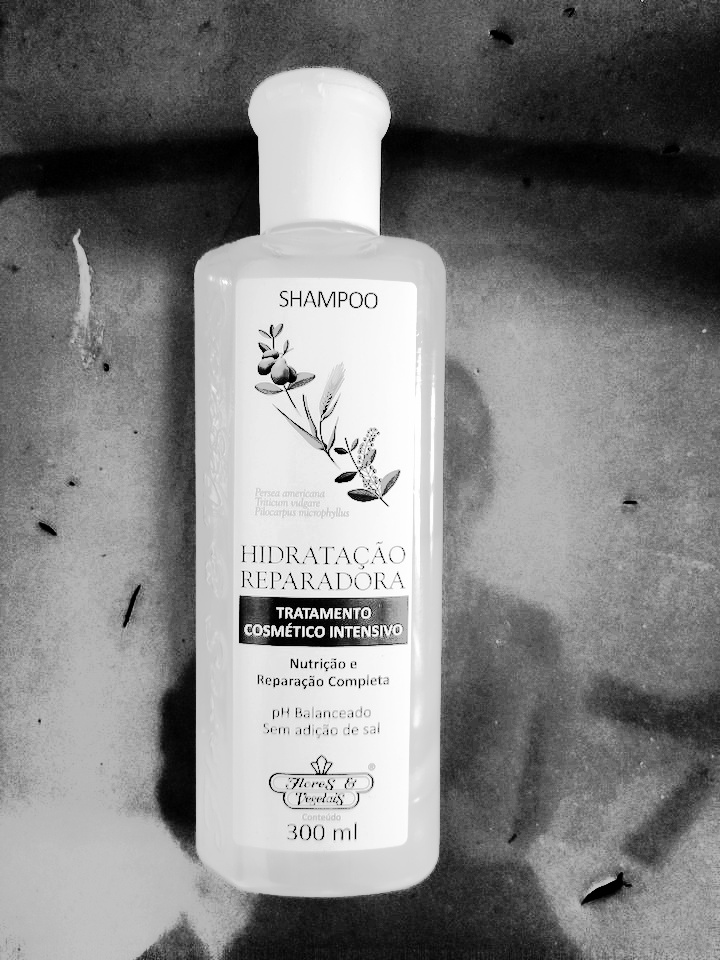 SHAMPOO
Persea americana
Triticum vulgare
Pilocarpus microphyllus
HIDRATAÇÃO
REPARADORA
TRATAMENTO
COSMÉTICO INTENSIVO
Nutrição e
Reparação Completa
pH Balanceado
Sem adição de sal
Flores &
Vegetais
®
Conteúdo
300 ml